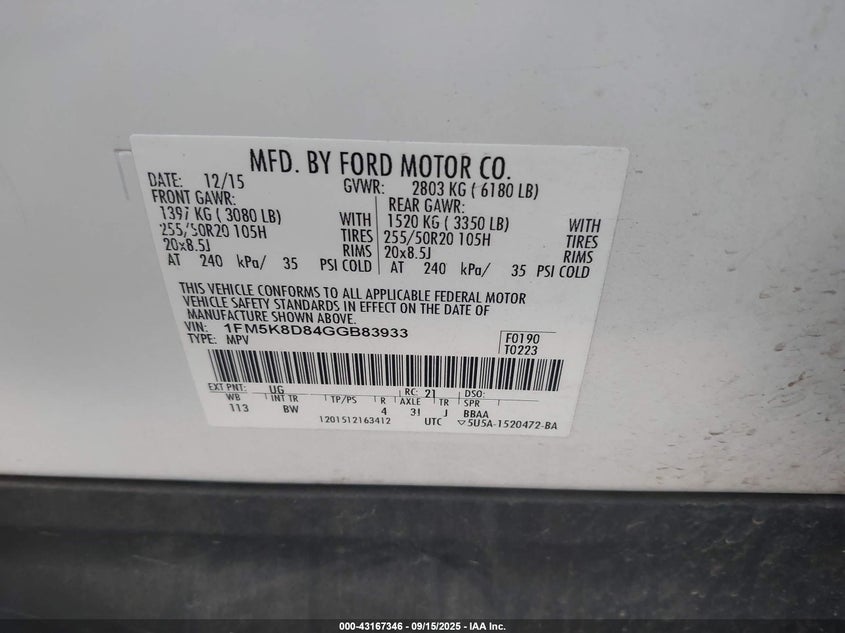 MFD. BY FORD MOTOR CO.
DATE: 12/15 GVWR: 2803 KG ( 6180 LB)
FRONT GAWR: REAR GAWR:
1397 KG ( 3080 LB) WITH 1520 KG ( 3350 LB) WITH
255/50R20 105H TIRES 255/50R20 105H TIRES
20x8.5J RIMS 20x8.5J RIMS
AT 240 kPa/ 35 PSI COLD AT 240 kPa/ 35 PSI COLD
THIS VEHICLE CONFORMS TO ALL APPLICABLE FEDERAL MOTOR
VEHICLE SAFETY STANDARDS IN EFFECT ON THE DATE OF
MANUFACTURE SHOWN ABOVE.
VIN: 1FM5K8D84GGB83933 F0190
TYPE: MPV T0223
EXT PNT: UG RC: 21 DSO:
WB INT TR TP/PS R AXLE TR SPR
113 BW 4 31 J BBAA
1201512163412 UTC ▽5U5A-1520472-BA
000-43167346 - 09/15/2025 - IAA Inc.